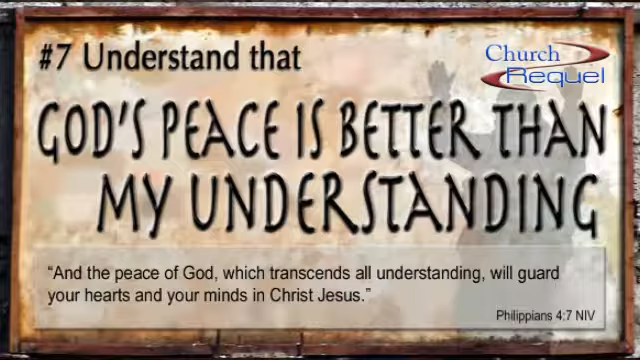 #7 Understand that
Church
Requel
GOD'S PEACE IS BETTER THAN
MY UNDERSTANDING
“And the peace of God, which transcends all understanding, will guard
your hearts and your minds in Christ Jesus.”
Philippians 4:7 NIV